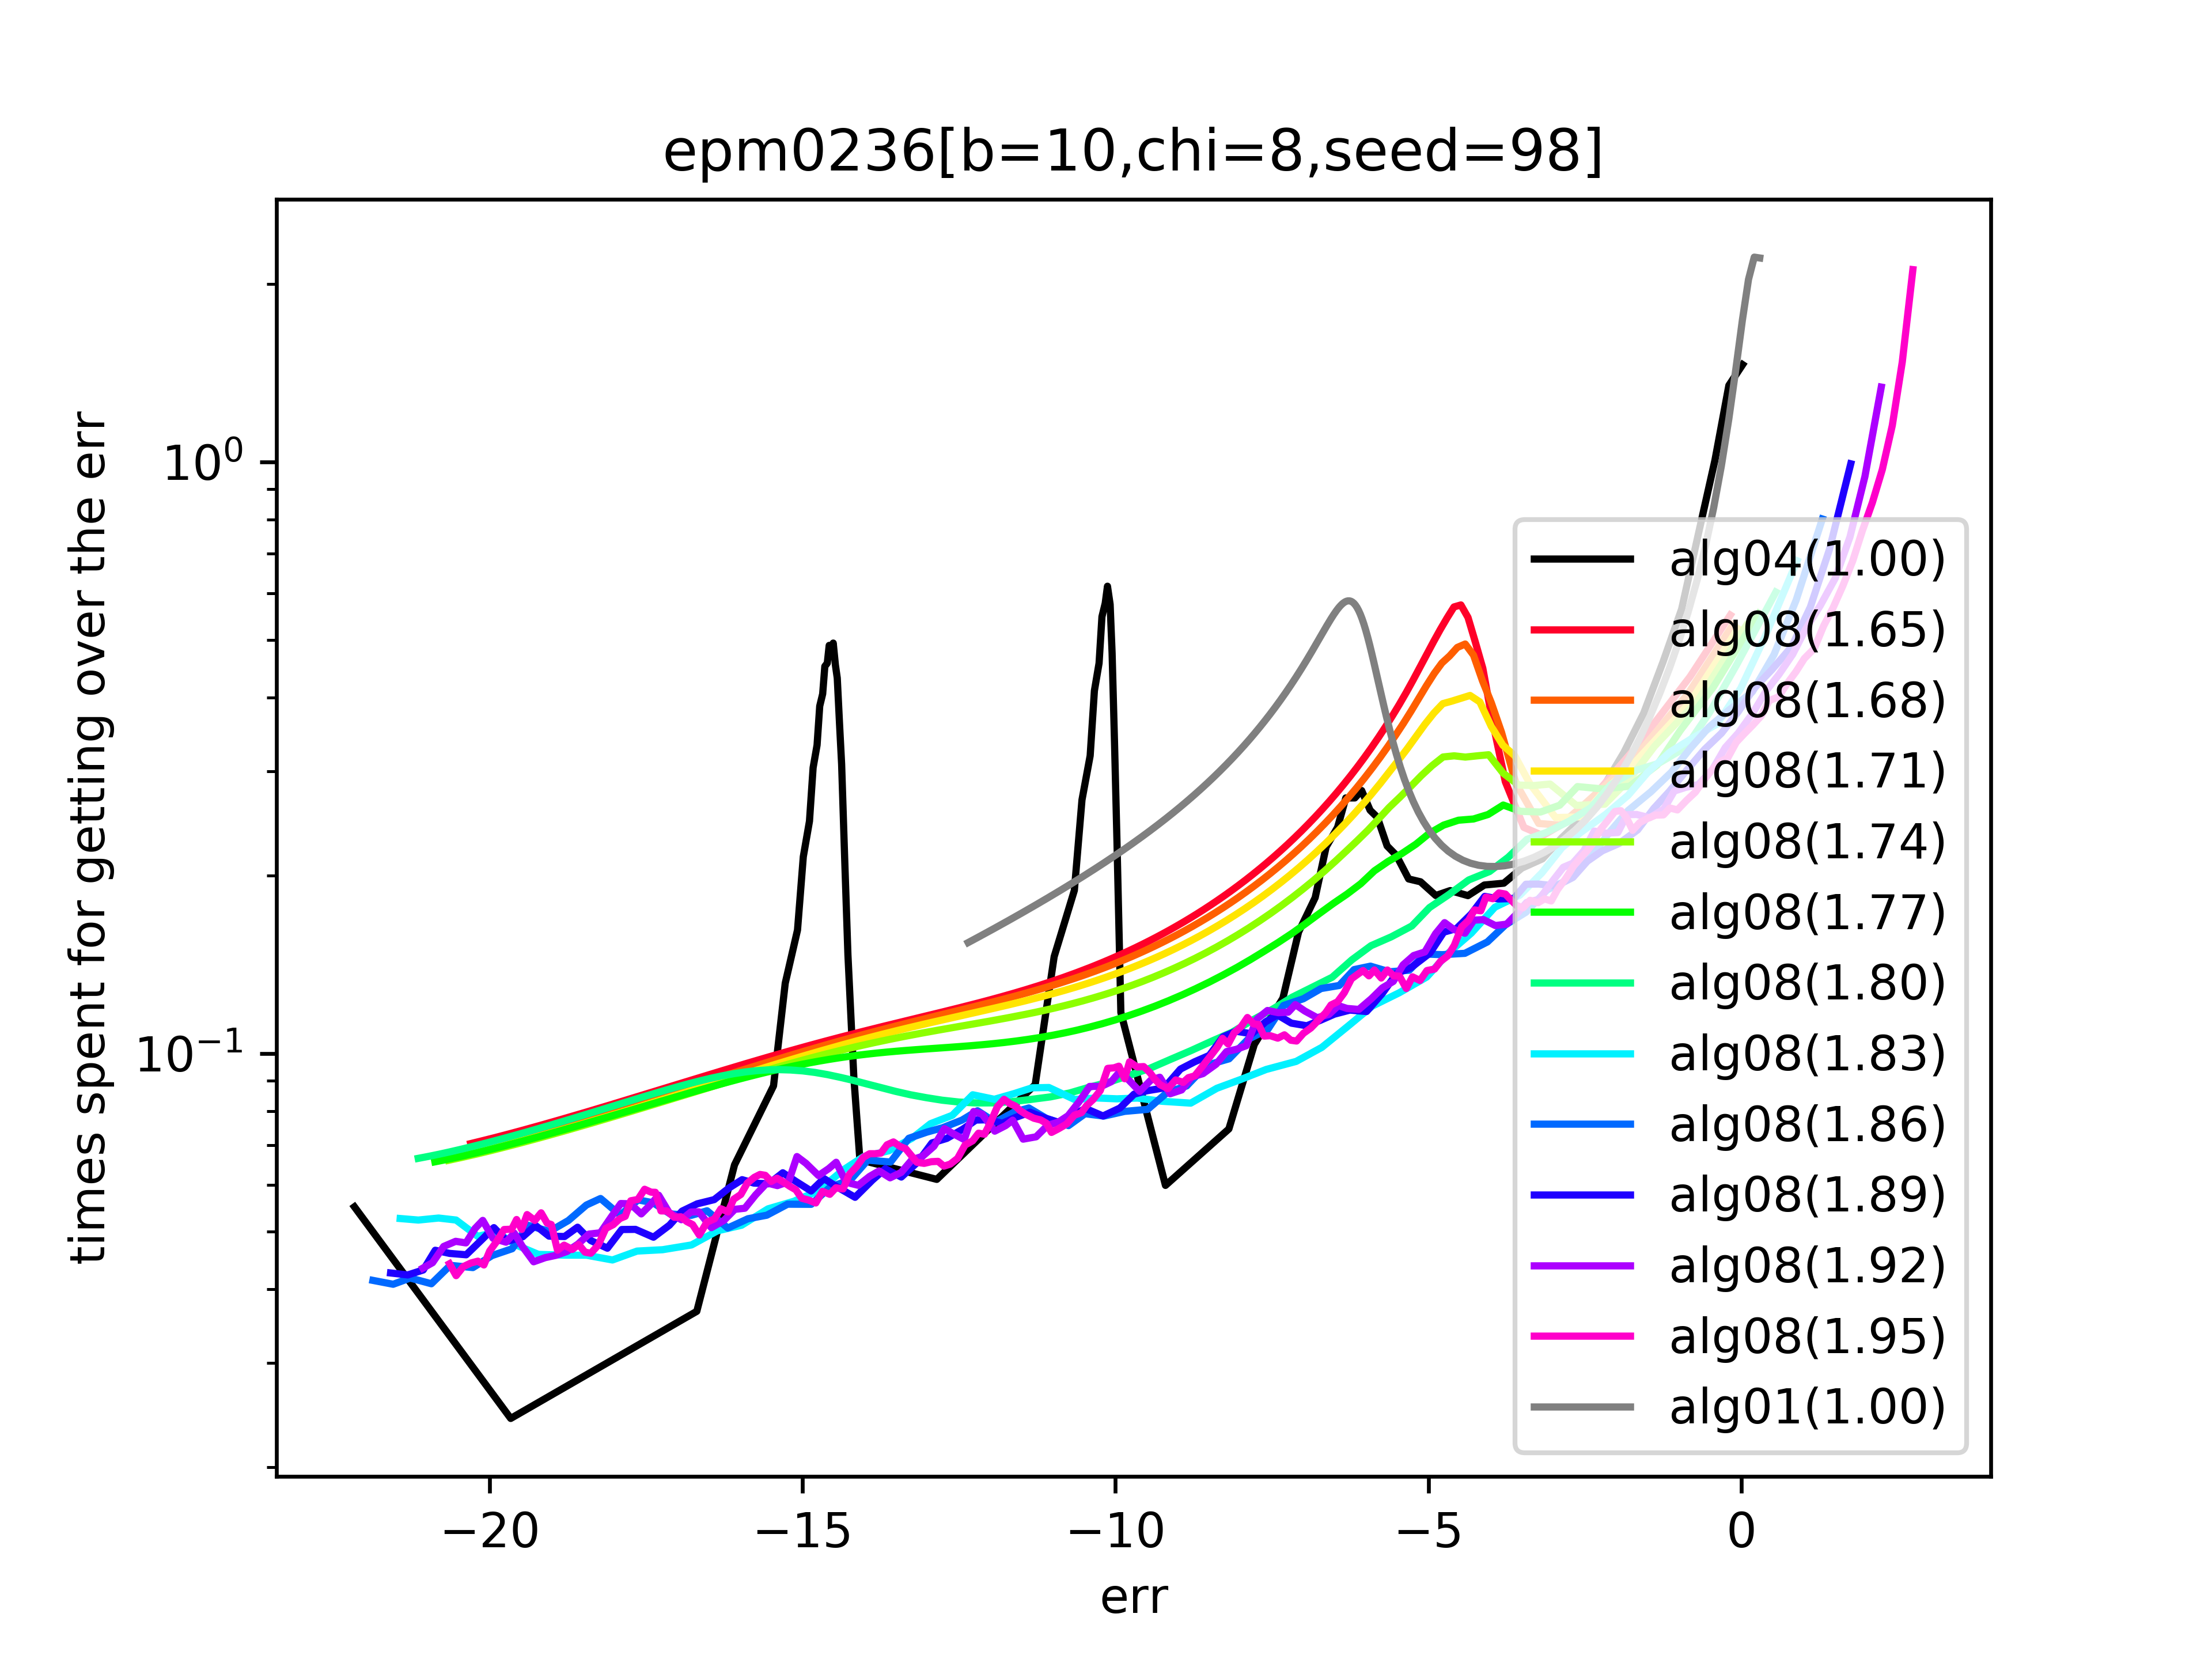 epm0236[b=10,chi=8,seed=98]
times spent for getting over the err
10⁰
10⁻¹
alg04(1.00)
alg08(1.65)
alg08(1.68)
alg08(1.71)
alg08(1.74)
alg08(1.77)
alg08(1.80)
alg08(1.83)
alg08(1.86)
alg08(1.89)
alg08(1.92)
alg08(1.95)
alg01(1.00)
−20 −15 −10 −5 0
err